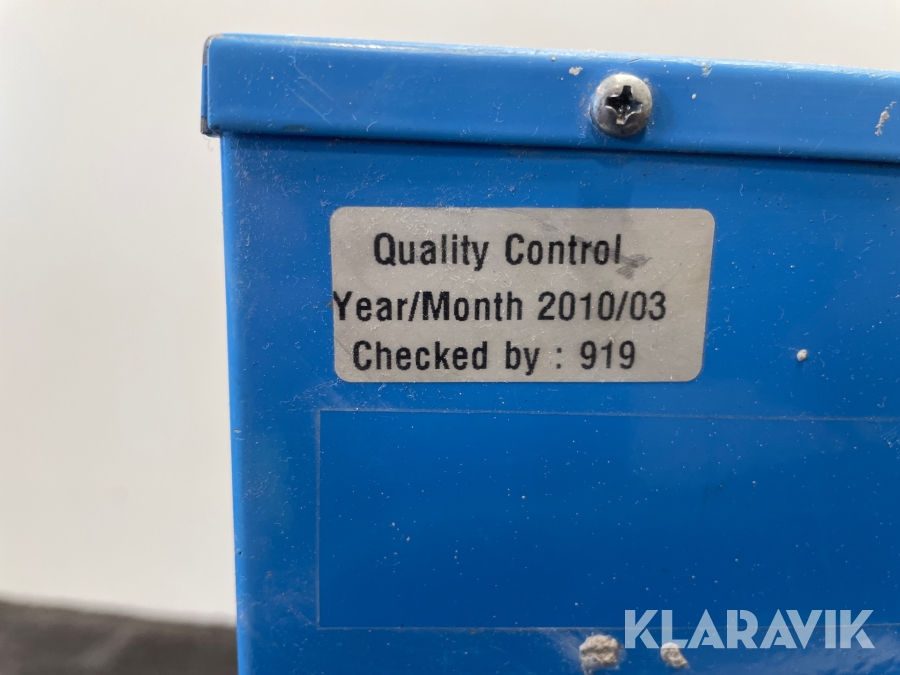 Quality Control
Year/Month 2010/03
Checked by : 919
KLARAVIK